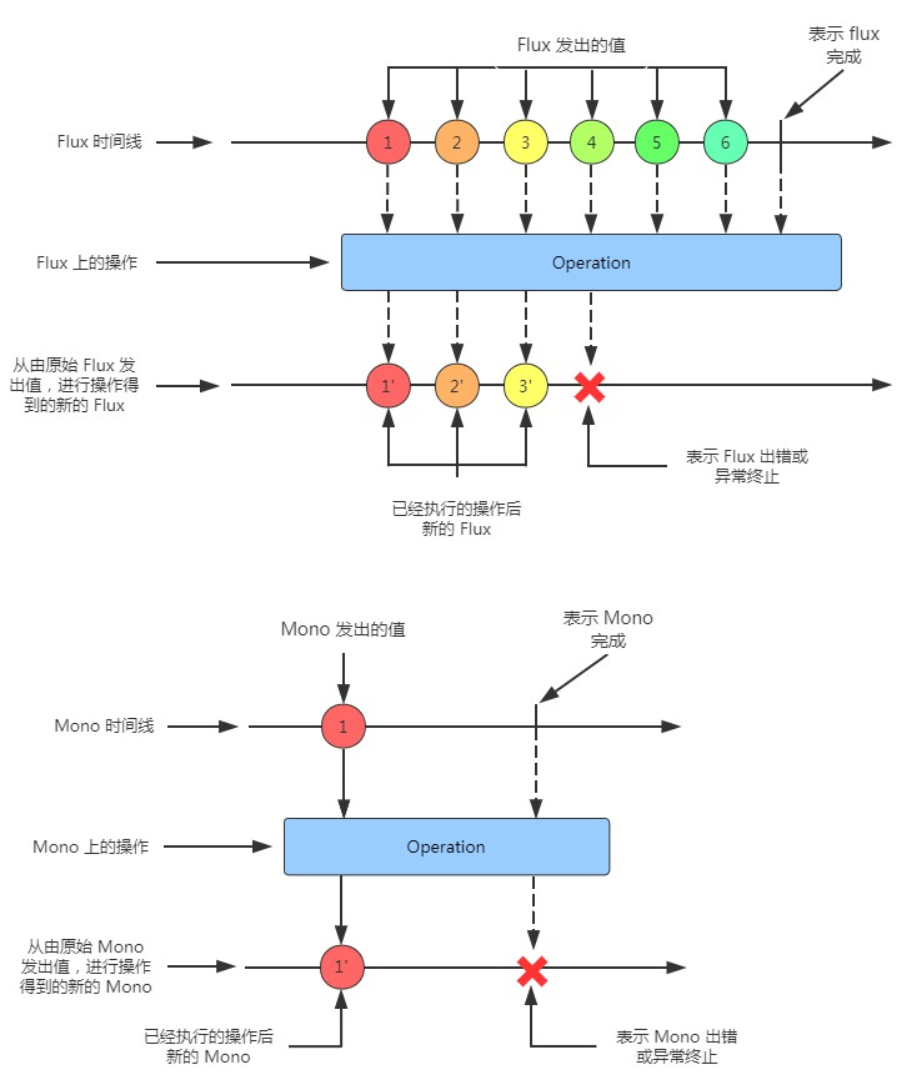 表示 flux
完成
Flux 发出的值
Flux 时间线
1
2
3
4
5
6
Flux 上的操作
Operation
从由原始 Flux 发
出值，进行操作得
到的新的 Flux
1'
2'
3'
表示 Flux 出错或
异常终止
已经执行的操作后
新的 Flux
表示 Mono
完成
Mono 发出的值
Mono 时间线
1
Mono 上的操作
Operation
从由原始 Mono
发出值，进行操作
得到的新的 Mono
1'
已经执行的操作后
新的 Mono
表示 Mono 出错
或异常终止